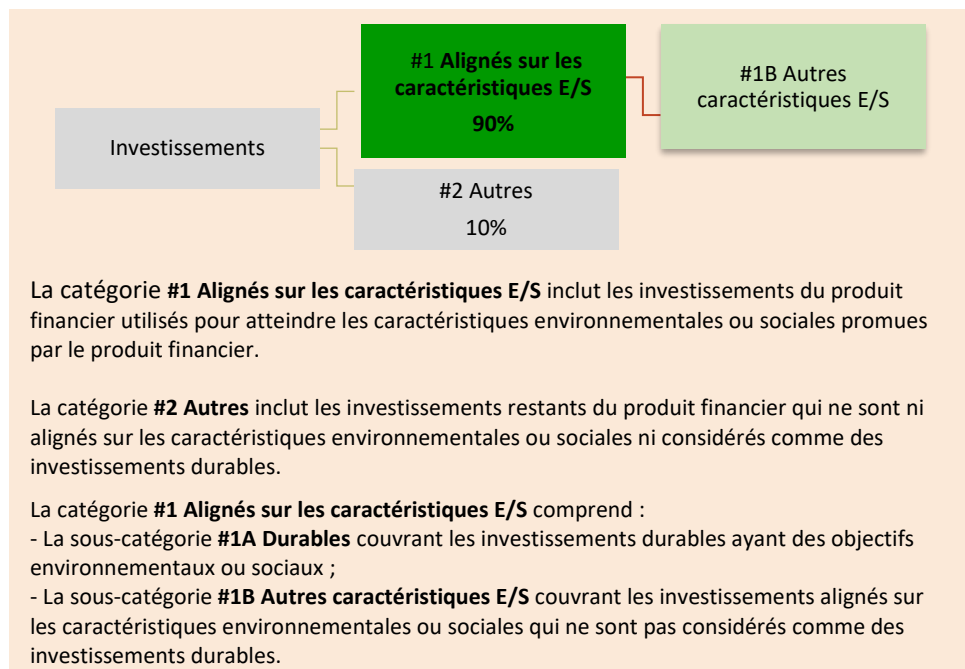 #1 Alignés sur les
caractéristiques E/S
90%
#1B Autres
caractéristiques E/S
Investissements
#2 Autres
10%
La catégorie #1 Alignés sur les caractéristiques E/S inclut les investissements du produit
financier utilisés pour atteindre les caractéristiques environnementales ou sociales promues
par le produit financier.
La catégorie #2 Autres inclut les investissements restants du produit financier qui ne sont ni
alignés sur les caractéristiques environnementales ou sociales ni considérés comme des
investissements durables.
La catégorie #1 Alignés sur les caractéristiques E/S comprend :
- La sous-catégorie #1A Durables couvrant les investissements durables ayant des objectifs
environnementaux ou sociaux ;
- La sous-catégorie #1B Autres caractéristiques E/S couvrant les investissements alignés sur
les caractéristiques environnementales ou sociales qui ne sont pas considérés comme des
investissements durables.